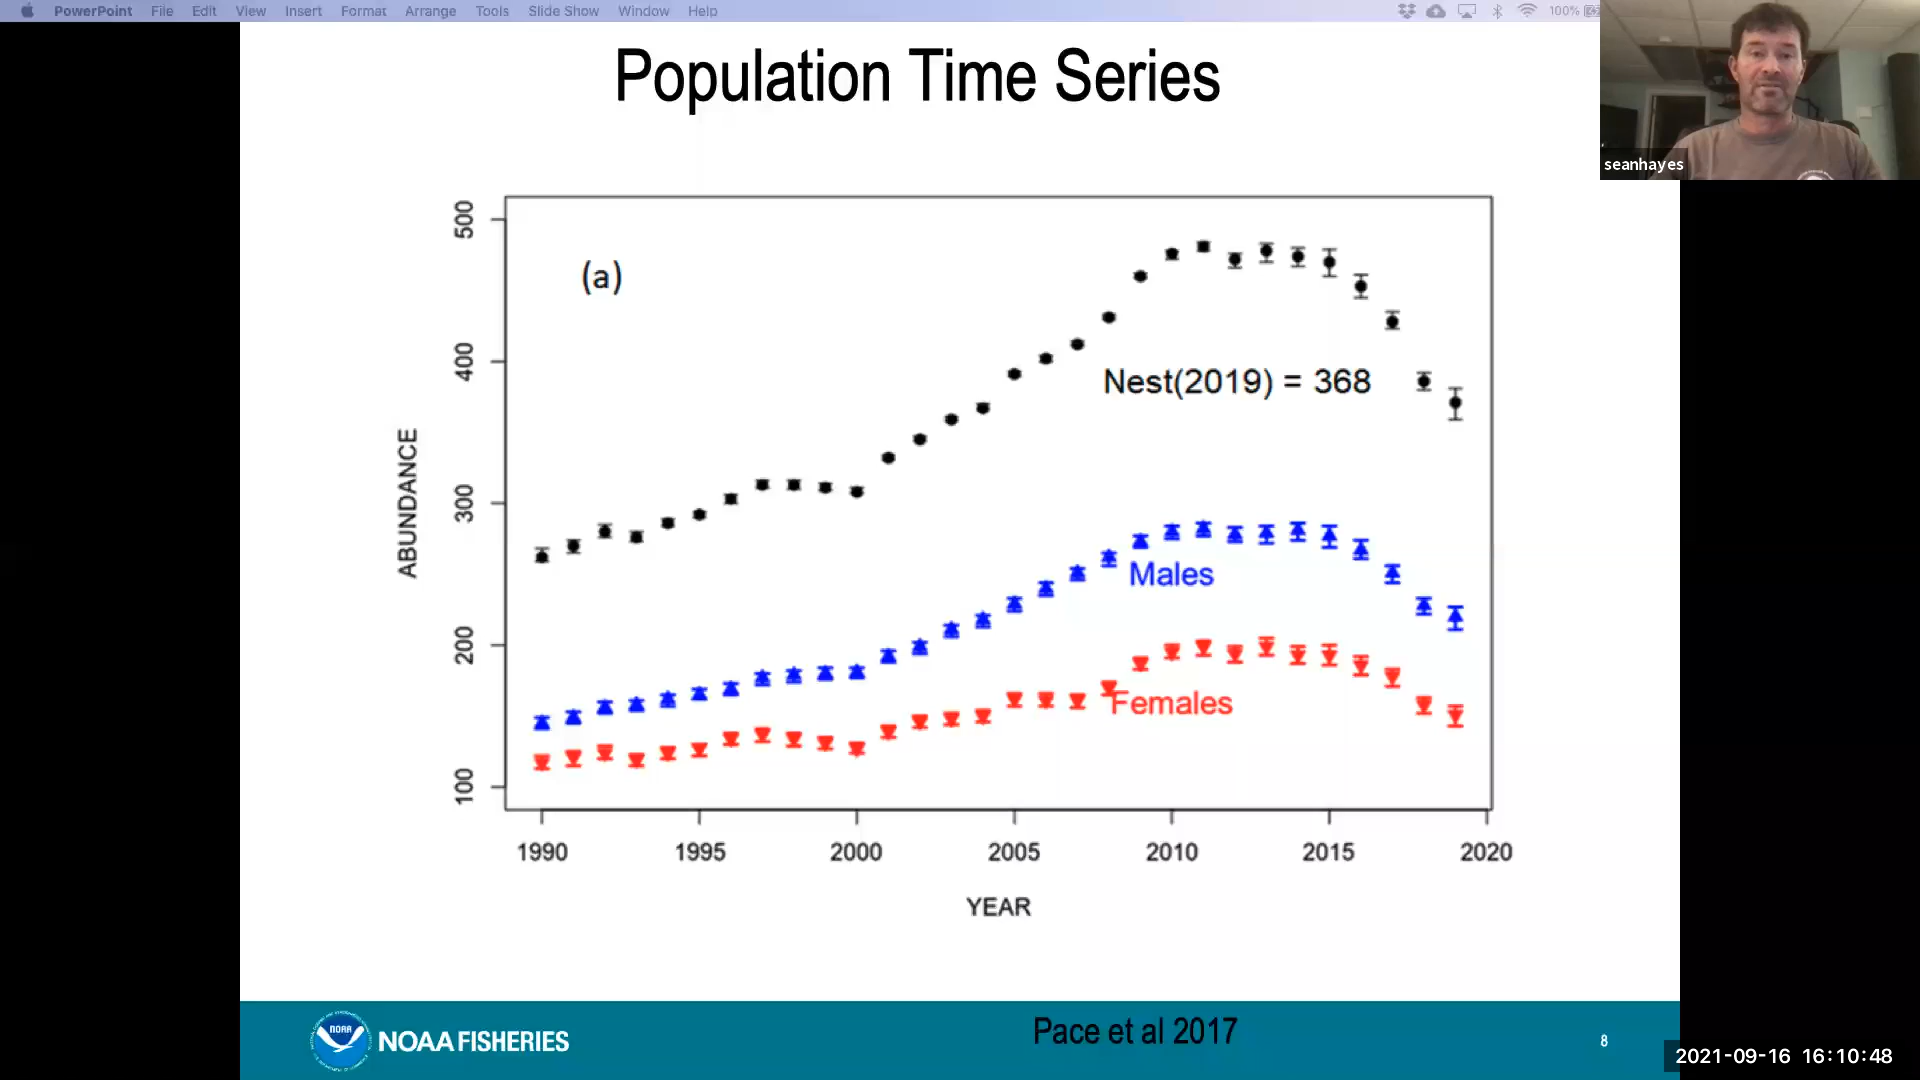 PowerPoint File Edit View Insert Format Arrange Tools Slide Show Window Help 100%
Population Time Series
seanhayes
(a)
Nest(2019) = 368
Males
Females
ABUNDANCE
500
400
300
200
100
1990 1995 2000 2005 2010 2015 2020
YEAR
NOAA
NOAA FISHERIES
Pace et al 2017
8
2021-09-16 16:10:48